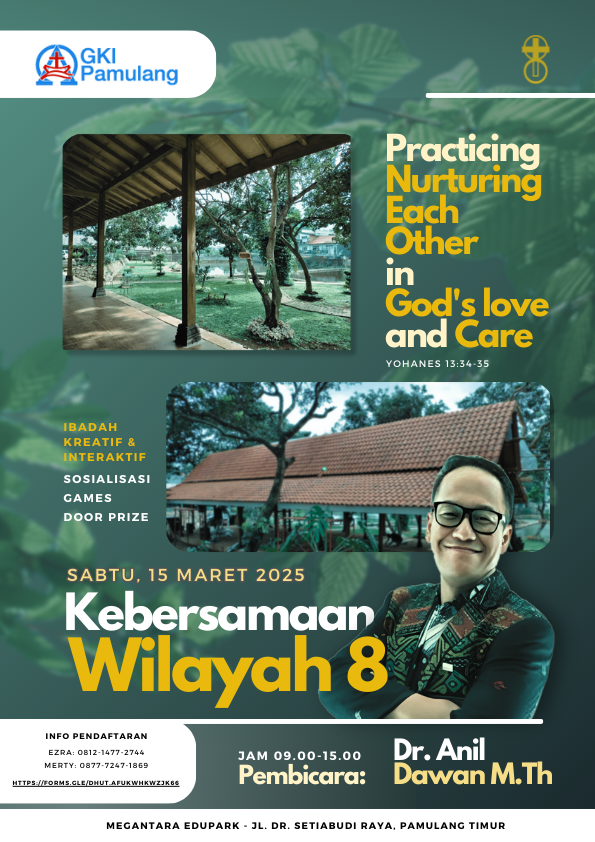 GKI
Pamulang
Practicing
Nurturing
Each
Other
in
God's love
and Care
YOHANES 13:34-35
IBADAH
KREATIF &
INTERAKTIF
SOSIALISASI
GAMES
DOOR PRIZE
SABTU, 15 MARET 2025
Kebersamaan
Wilayah 8
INFO PENDAFTARAN
EZRA: 0812-1477-2744
MERTY: 0877-7247-1869
HTTPS://FORMS.GLE/DHUT.AFUKWHKWZJK66
JAM 09.00-15.00
Pembicara:
Dr. Anil
Dawan M.Th
MEGANTARA EDUPARK - JL. DR. SETIABUDI RAYA, PAMULANG TIMUR